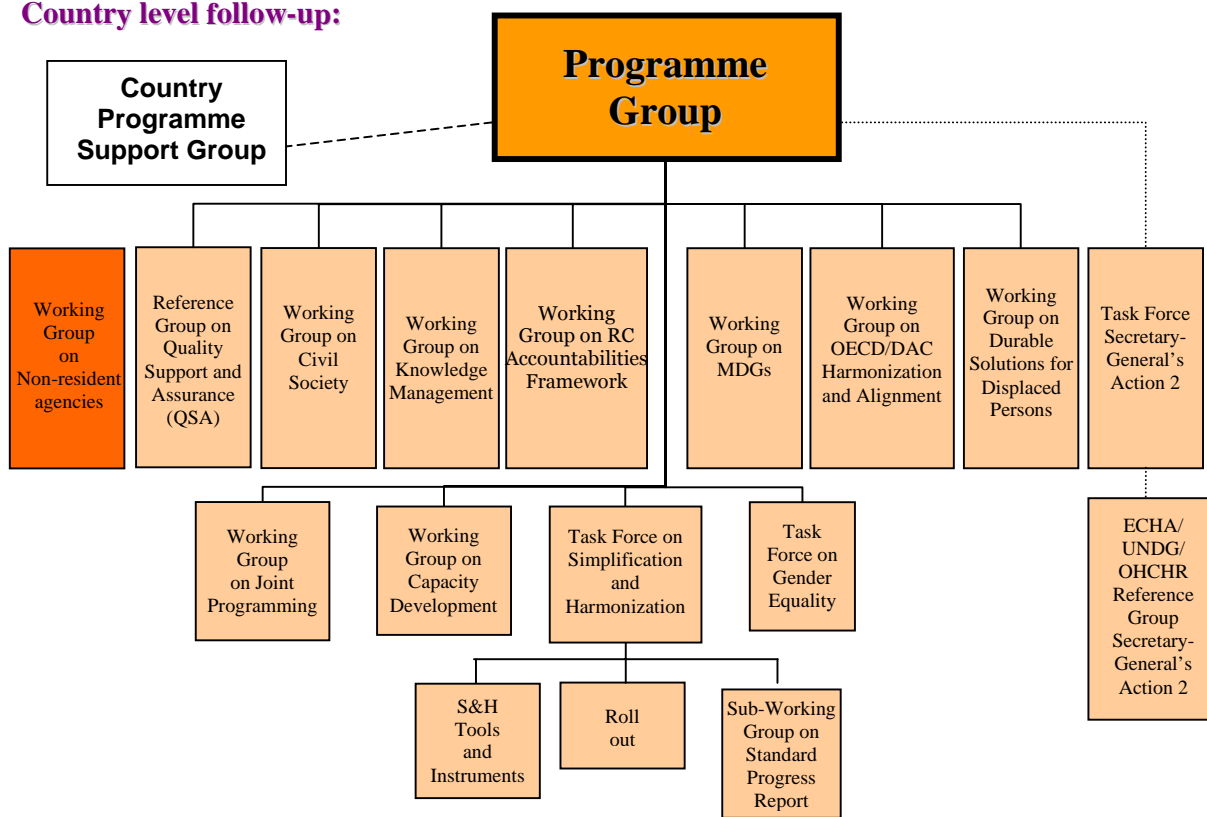 Country level follow-up:
Programme
Group
Country
Programme
Support Group
Working
Group
on
Non-resident
agencies
Reference
Group on
Quality
Support and
Assurance
(QSA)
Working
Group on
Civil
Society
Working
Group on
Knowledge
Management
Working
Group on RC
Accountabilities
Framework
Working
Group on
MDGs
Working
Group on
OECD/DAC
Harmonization
and Alignment
Working
Group on
Durable
Solutions for
Displaced
Persons
Task Force
Secretary-
General's
Action 2
Working
Group
on Joint
Programming
Working
Group on
Capacity
Development
Task Force on
Simplification
and
Harmonization
Task
Force on
Gender
Equality
ECHA/
UNDG/
OHCHR
Reference
Group
Secretary-
General's
Action 2
S&H
Tools
and
Instruments
Roll
out
Sub-Working
Group on
Standard
Progress
Report